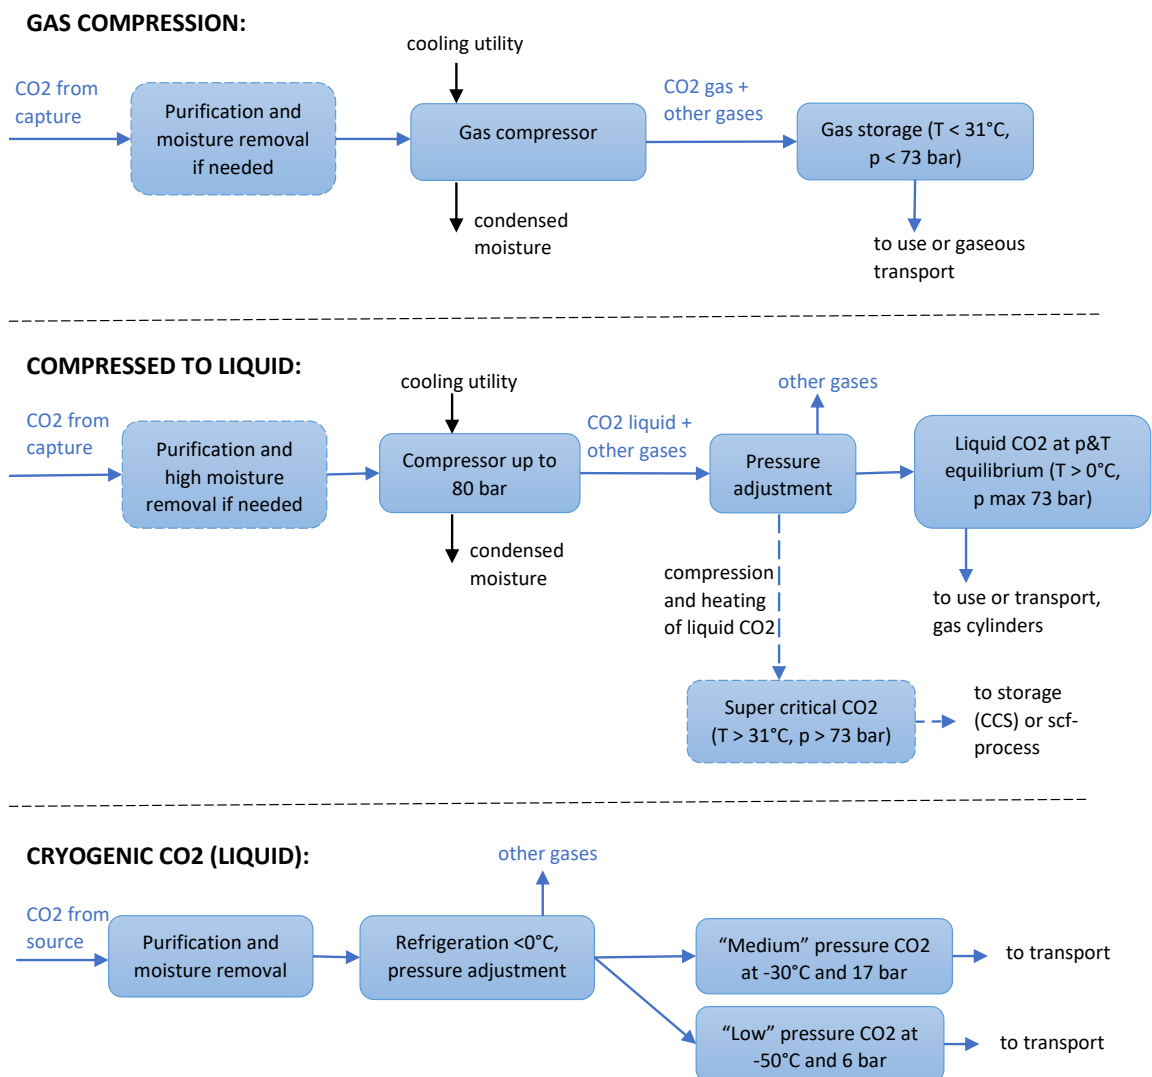 GAS COMPRESSION:
cooling utility
CO2 from
capture
Purification and
moisture removal
if needed
Gas compressor
CO2 gas +
other gases
Gas storage (T < 31°C,
p < 73 bar)
condensed
moisture
to use or gaseous
transport
COMPRESSED TO LIQUID:
cooling utility
other gases
CO2 from
capture
Purification and
high moisture
removal if needed
Compressor up to
80 bar
CO2 liquid +
other gases
Pressure
adjustment
Liquid CO2 at p&T
equilibrium (T > 0°C,
p max 73 bar)
condensed
moisture
compression
and heating
of liquid CO2
to use or transport,
gas cylinders
Super critical CO2
(T > 31°C, p > 73 bar)
to storage
(CCS) or scf-
process
CRYOGENIC CO2 (LIQUID):
other gases
CO2 from
source
Purification and
moisture removal
Refrigeration <0°C,
pressure adjustment
“Medium” pressure CO2
at -30°C and 17 bar
to transport
“Low” pressure CO2 at
-50°C and 6 bar
to transport